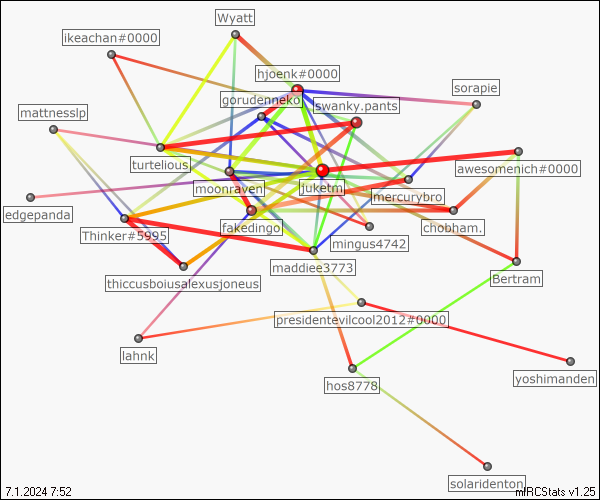 Wyatt
ikeachan#0000
hjoenk#0000
sorapie
gorudenneko
swanky.pants
mattnesslp
turtelious
awesomenich#0000
moonraven
juketm
mercurybro
edgepanda
Thinker#5995
fakedingo
chobham.
mingus4742
maddiee3773
thiccusboiusalexusjoneus
Bertram
presidentevilcool2012#0000
lahnk
yoshimanden
hos8778
solaridenton
7.1.2024 7:52
mIRCStats v1.25